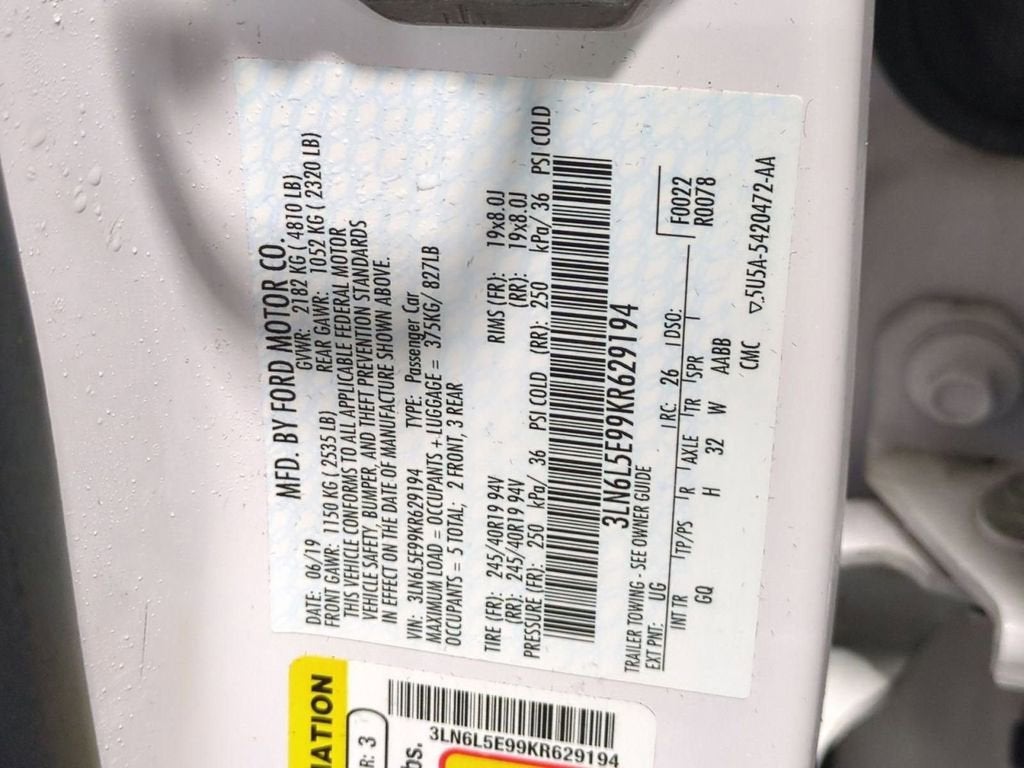 MFD. BY FORD MOTOR CO.
DATE: 06/19 GVWR: 2182 KG ( 4810 LB)
FRONT GAWR: 1150 KG ( 2535 LB) REAR GAWR: 1052 KG ( 2320 LB)
THIS VEHICLE CONFORMS TO ALL APPLICABLE FEDERAL MOTOR
VEHICLE SAFETY, BUMPER, AND THEFT PREVENTION STANDARDS
IN EFFECT ON THE DATE OF MANUFACTURE SHOWN ABOVE.
VIN: 3LN6L5E99KR629194 TYPE: Passenger Car
MAXIMUM LOAD = OCCUPANTS + LUGGAGE = 375KG/ 827LB
OCCUPANTS = 5 TOTAL; 2 FRONT, 3 REAR
TIRE (FR): 245/40R19 94V RIMS (FR): 19x8.0J
(RR): 245/40R19 94V (RR): 19x8.0J
PRESSURE (FR): 250 kPa/ 36 PSI COLD (RR): 250 kPa/ 36 PSI COLD
3LN6L5E99KR629194
TRAILER TOWING - SEE OWNER GUIDE
EXT PNT: UG RC: 26 DSO: F0022
R0078
INT TR TP/PS R AXLE TR SPR
GQ H 32 W AABB
CMC
▽5U5A-5420472-AA
IATION
R: 3
bs.
3LN6L5E99KR629194